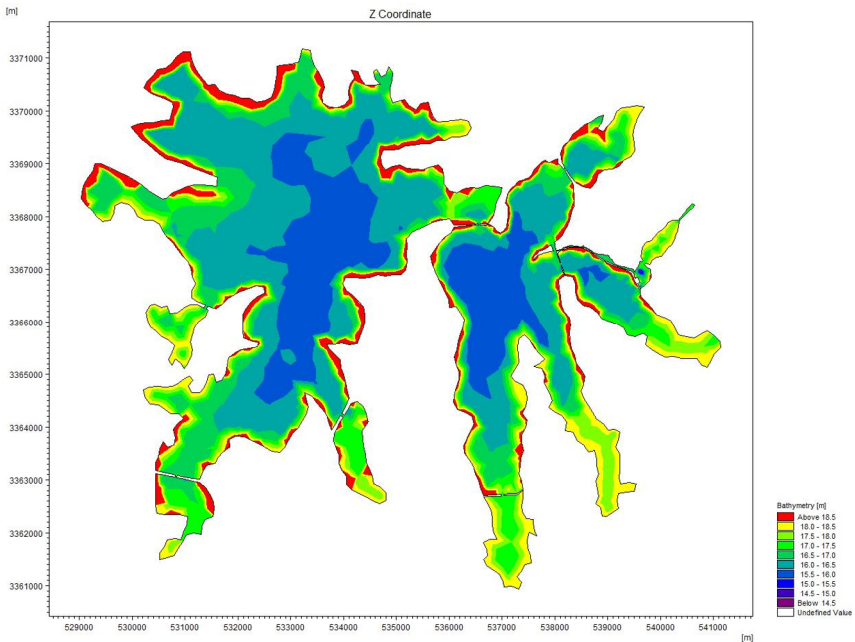 [m]
Z Coordinate
3371000
3370000
3369000
3368000
3367000
3366000
3365000
3364000
3363000
3362000
3361000
529000 530000 531000 532000 533000 534000 535000 536000 537000 538000 539000 540000 541000
[m]
Bathymetry [m]
Above 18.5
18.0 - 18.5
17.5 - 18.0
17.0 - 17.5
16.5 - 17.0
16.0 - 16.5
15.5 - 16.0
15.0 - 15.5
14.5 - 15.0
Below 14.5
Undefined Value